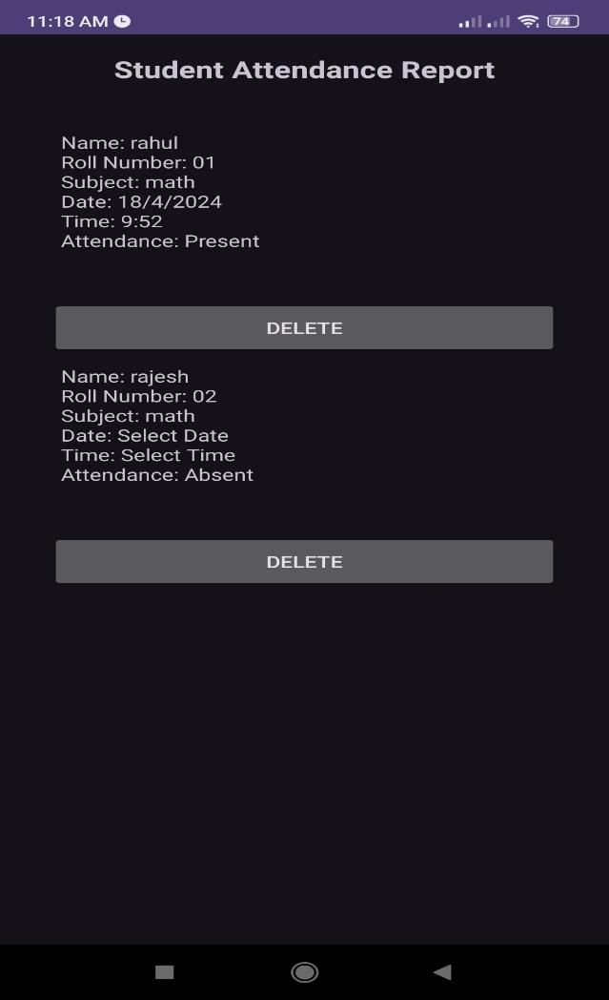 11:18 AM
74
Student Attendance Report
Name: rahul
Roll Number: 01
Subject: math
Date: 18/4/2024
Time: 9:52
Attendance: Present
DELETE
Name: rajesh
Roll Number: 02
Subject: math
Date: Select Date
Time: Select Time
Attendance: Absent
DELETE